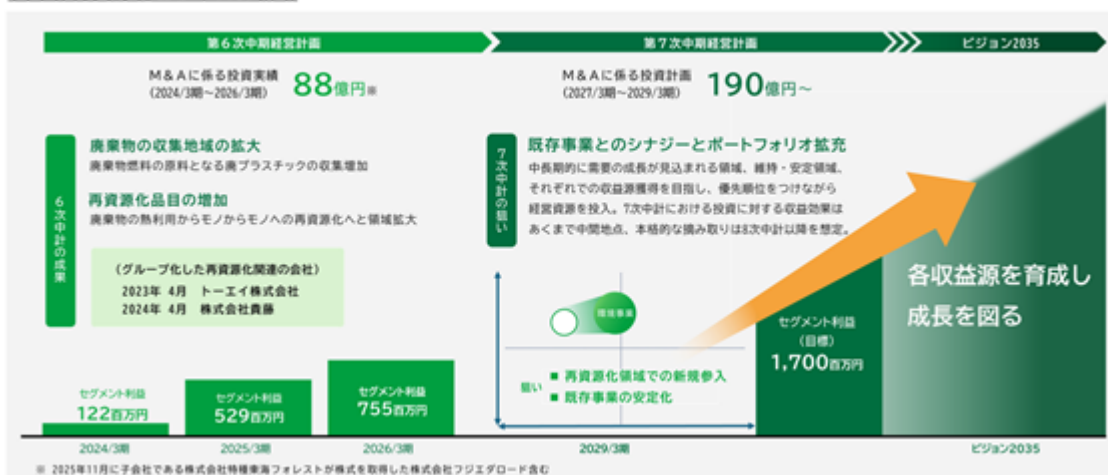 第6次中期経営計画
第7次中期経営計画
ビジョン2035
M&Aに係る投資実績
(2024/3期～2026/3期)
88億円※
M&Aに係る投資計画
(2027/3期～2029/3期)
190億円～
6次中計の成果
廃棄物の収集地域の拡大
廃棄物燃料の原料となる廃プラスチックの収集増加
再資源化品目の増加
廃棄物の熱利用からモノからモノへの再資源化へと領域拡大
(グループ化した再資源化関連の会社)
2023年 4月 トーエイ株式会社
2024年 4月 株式会社貴藤
7次中計の狙い
既存事業とのシナジーとポートフォリオ拡充
中長期的に需要の成長が見込まれる領域、維持・安定領域、
それぞれでの収益源獲得を目指し、優先順位をつけながら
経営資源を投入。7次中計における投資に対する収益効果は
あくまで中間地点、本格的な摘み取りは8次中計以降を想定。
環境事業
狙い
■ 再資源化領域での新規参入
■ 既存事業の安定化
各収益源を育成し
成長を図る
セグメント利益
122百万円
セグメント利益
529百万円
セグメント利益
755百万円
セグメント利益
(目標)
1,700百万円
2024/3期
2025/3期
2026/3期
2029/3期
ビジョン2035
※ 2025年11月に子会社である株式会社特種東海フォレストが株式を取得した株式会社フジエダロード含む